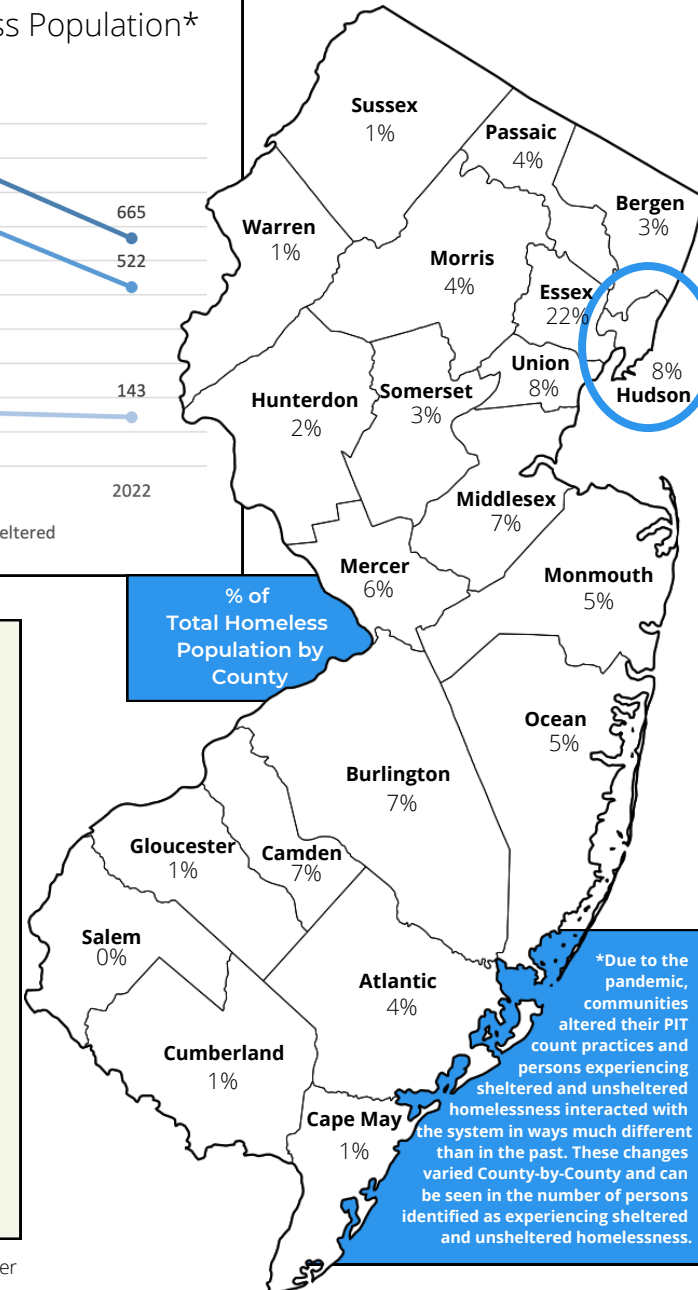 ss Population*
665
522
143
2022
eltered
Sussex
1%
Passaic
4%
Bergen
3%
Warren
1%
Morris
4%
Essex
22%
8%
Hudson
Union
8%
Hunterdon
2%
Somerset
3%
Middlesex
7%
Mercer
6%
Monmouth
5%
% of
Total Homeless
Population by
County
Ocean
5%
Burlington
7%
Gloucester
1%
Camden
7%
Salem
0%
Atlantic
4%
Cumberland
1%
Cape May
1%
*Due to the
pandemic,
communities
altered their PIT
count practices and
persons experiencing
sheltered and unsheltered
homelessness interacted with
the system in ways much different
than in the past. These changes
varied County-by-County and can
be seen in the number of persons
identified as experiencing sheltered
and unsheltered homelessness.
er